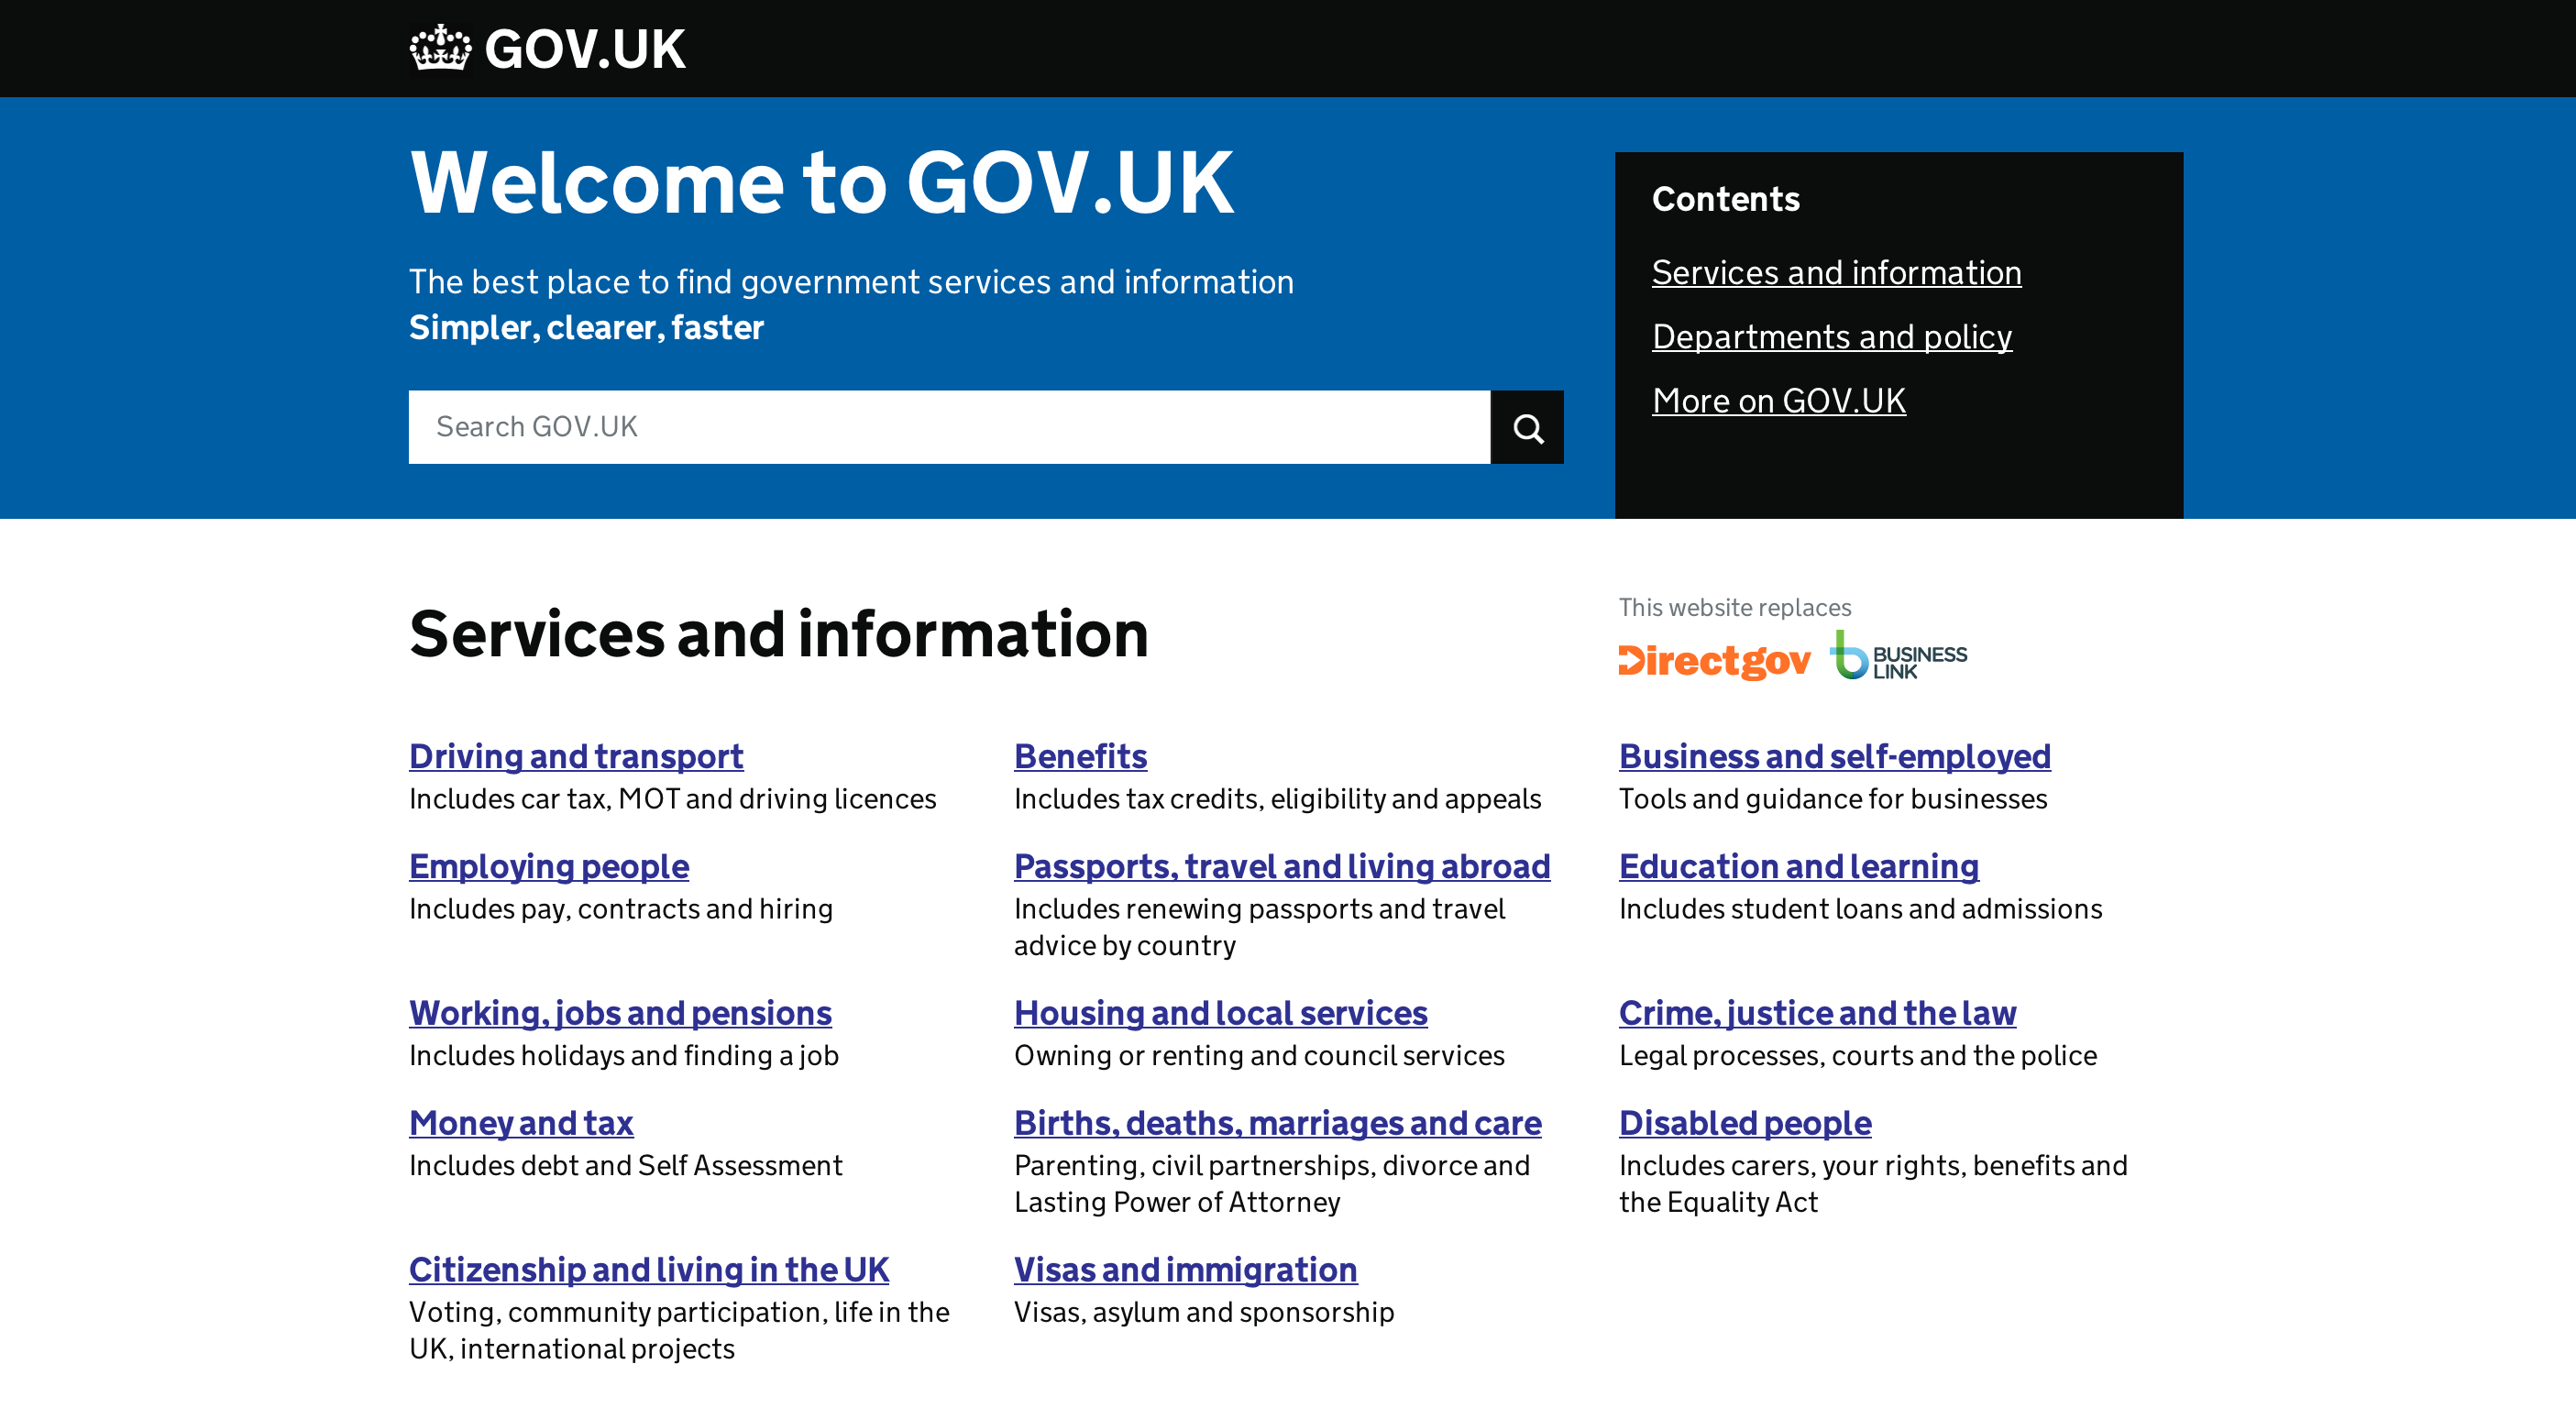 GOV.UK
Welcome to GOV.UK
The best place to find government services and information
Simpler, clearer, faster
Search GOV.UK
Contents
Services and information
Departments and policy
More on GOV.UK
Services and information
This website replaces
Directgov
BUSINESS
LINK
Driving and transport
Includes car tax, MOT and driving licences
Benefits
Includes tax credits, eligibility and appeals
Business and self-employed
Tools and guidance for businesses
Employing people
Includes pay, contracts and hiring
Passports, travel and living abroad
Includes renewing passports and travel
advice by country
Education and learning
Includes student loans and admissions
Working, jobs and pensions
Includes holidays and finding a job
Housing and local services
Owning or renting and council services
Crime, justice and the law
Legal processes, courts and the police
Money and tax
Includes debt and Self Assessment
Births, deaths, marriages and care
Parenting, civil partnerships, divorce and
Lasting Power of Attorney
Disabled people
Includes carers, your rights, benefits and
the Equality Act
Citizenship and living in the UK
Voting, community participation, life in the
UK, international projects
Visas and immigration
Visas, asylum and sponsorship